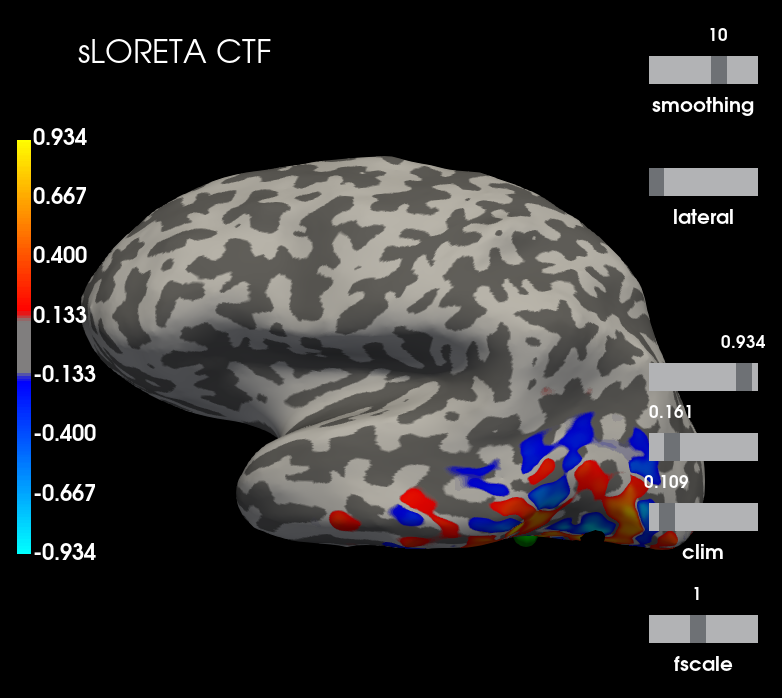 sLORETA CTF
0.934
0.667
0.400
0.133
-0.133
-0.400
-0.667
-0.934
10
smoothing
lateral
0.934
0.161
0.109
clim
1
fscale